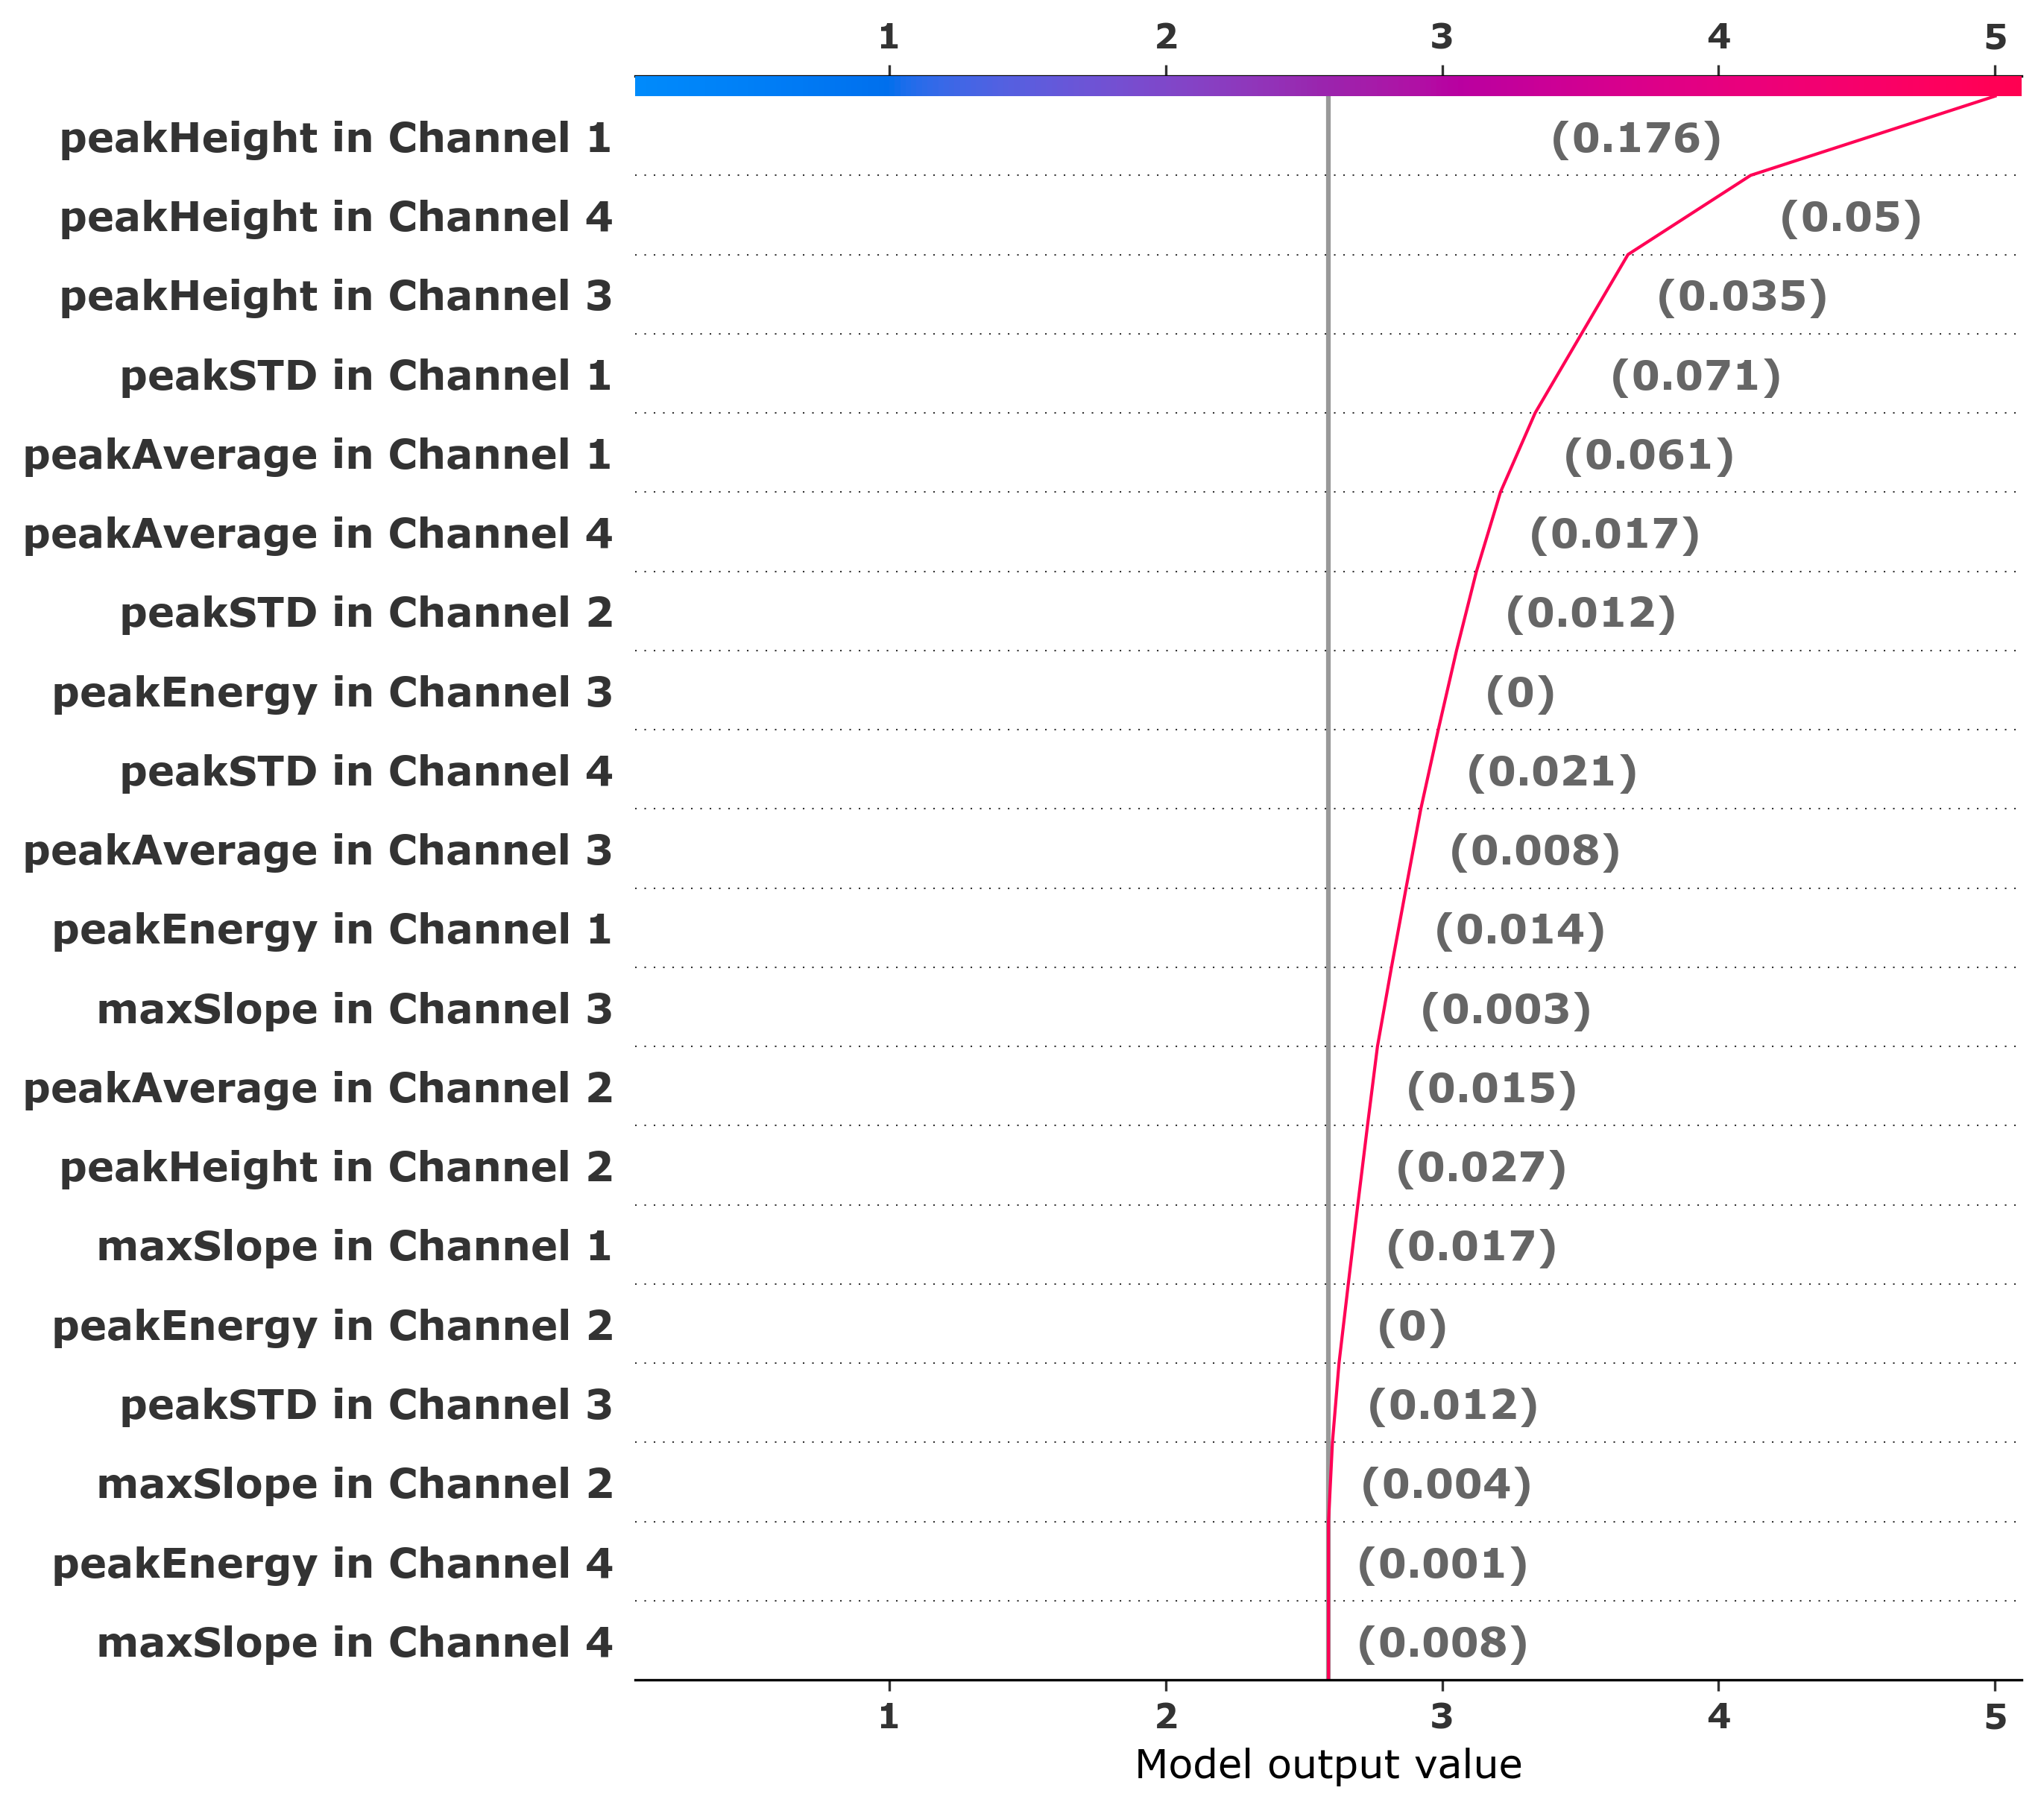 1 2 3 4 5
peakHeight in Channel 1 (0.176)
peakHeight in Channel 4 (0.05)
peakHeight in Channel 3 (0.035)
peakSTD in Channel 1 (0.071)
peakAverage in Channel 1 (0.061)
peakAverage in Channel 4 (0.017)
peakSTD in Channel 2 (0.012)
peakEnergy in Channel 3 (0)
peakSTD in Channel 4 (0.021)
peakAverage in Channel 3 (0.008)
peakEnergy in Channel 1 (0.014)
maxSlope in Channel 3 (0.003)
peakAverage in Channel 2 (0.015)
peakHeight in Channel 2 (0.027)
maxSlope in Channel 1 (0.017)
peakEnergy in Channel 2 (0)
peakSTD in Channel 3 (0.012)
maxSlope in Channel 2 (0.004)
peakEnergy in Channel 4 (0.001)
maxSlope in Channel 4 (0.008)
1 2 3 4 5
Model output value